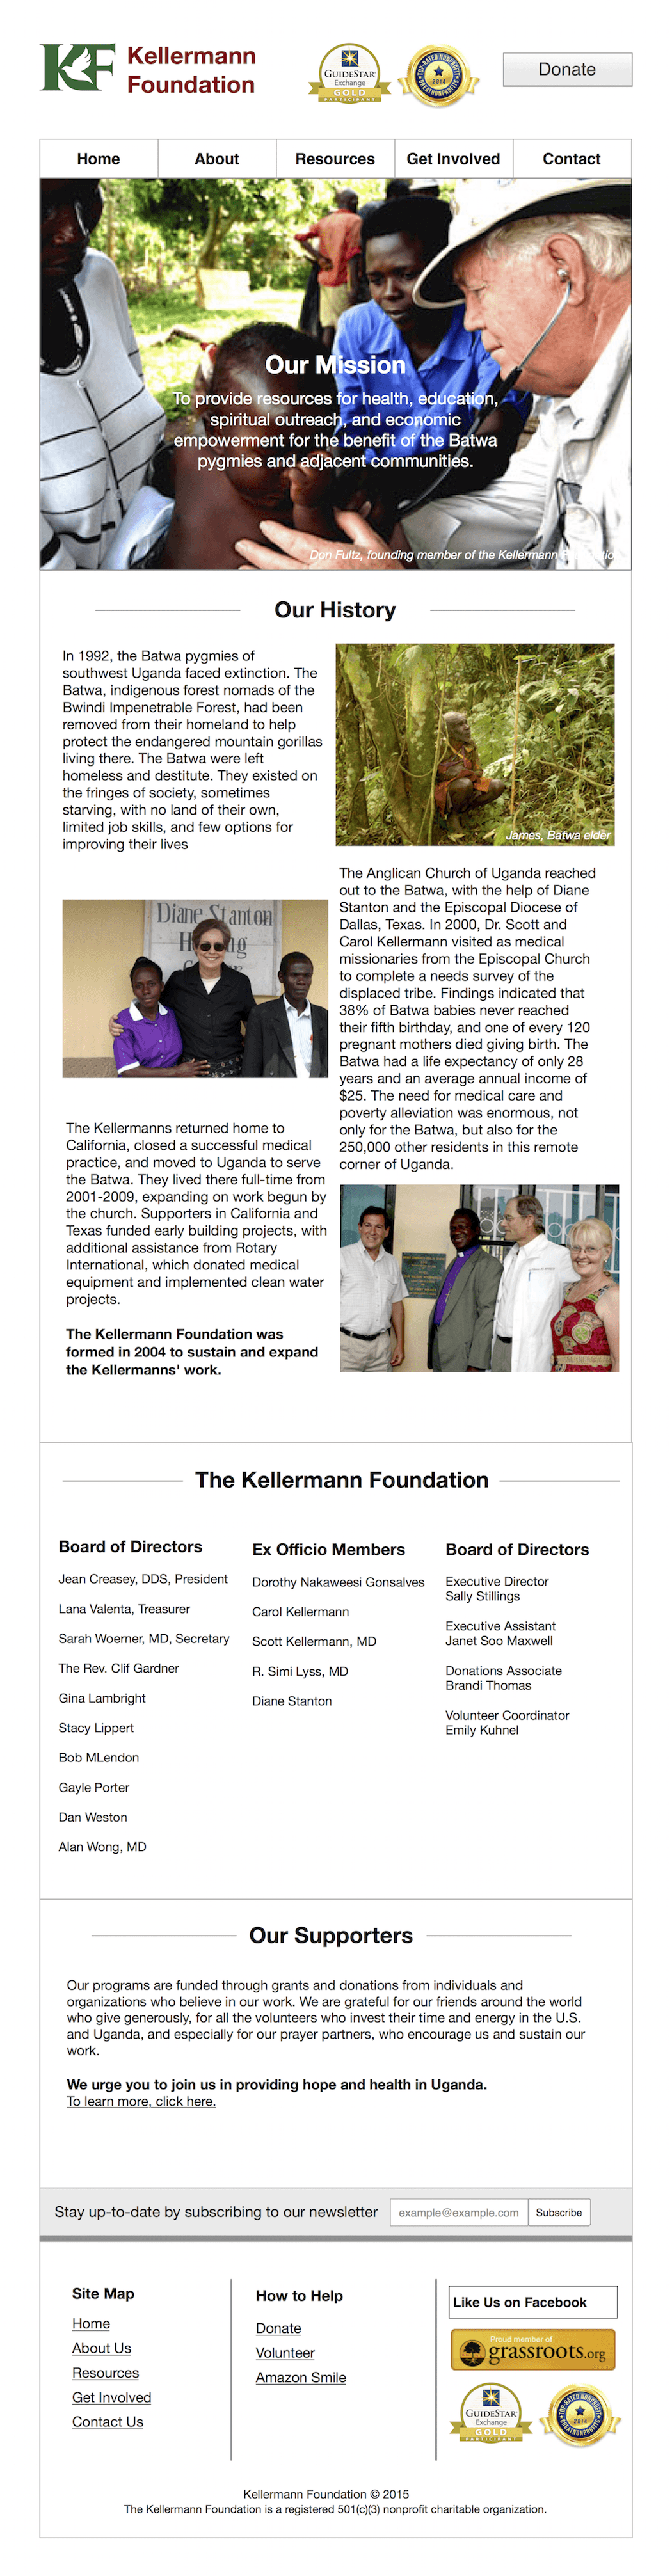 KF Kellermann
Foundation
GUIDESTAR
Exchange
GOLD
PARTICIPANT
TOP-RATED NONPROFIT
2014
GREATNONPROFITS
Donate
Home
About
Resources
Get Involved
Contact
Our Mission
To provide resources for health, education,
spiritual outreach, and economic
empowerment for the benefit of the Batwa
pygmies and adjacent communities.
Don Fultz, founding member of the Kellermann
Our History
In 1992, the Batwa pygmies of
southwest Uganda faced extinction. The
Batwa, indigenous forest nomads of the
Bwindi Impenetrable Forest, had been
removed from their homeland to help
protect the endangered mountain gorillas
living there. The Batwa were left
homeless and destitute. They existed on
the fringes of society, sometimes
starving, with no land of their own,
limited job skills, and few options for
improving their lives
James, Batwa elder
The Anglican Church of Uganda reached
out to the Batwa, with the help of Diane
Stanton and the Episcopal Diocese of
Dallas, Texas. In 2000, Dr. Scott and
Carol Kellermann visited as medical
missionaries from the Episcopal Church
to complete a needs survey of the
displaced tribe. Findings indicated that
38% of Batwa babies never reached
their fifth birthday, and one of every 120
pregnant mothers died giving birth. The
Batwa had a life expectancy of only 28
years and an average annual income of
$25. The need for medical care and
poverty alleviation was enormous, not
only for the Batwa, but also for the
250,000 other residents in this remote
corner of Uganda.
Diane Stanton
The Kellermanns returned home to
California, closed a successful medical
practice, and moved to Uganda to serve
the Batwa. They lived there full-time from
2001-2009, expanding on work begun by
the church. Supporters in California and
Texas funded early building projects, with
additional assistance from Rotary
International, which donated medical
equipment and implemented clean water
projects.
The Kellermann Foundation was
formed in 2004 to sustain and expand
the Kellermanns' work.
The Kellermann Foundation
Board of Directors
Jean Creasey, DDS, President
Lana Valenta, Treasurer
Sarah Woerner, MD, Secretary
The Rev. Clif Gardner
Gina Lambright
Stacy Lippert
Bob MLendon
Gayle Porter
Dan Weston
Alan Wong, MD
Ex Officio Members
Dorothy Nakaweesi Gonsalves
Carol Kellermann
Scott Kellermann, MD
R. Simi Lyss, MD
Diane Stanton
Board of Directors
Executive Director
Sally Stillings
Executive Assistant
Janet Soo Maxwell
Donations Associate
Brandi Thomas
Volunteer Coordinator
Emily Kuhnel
Our Supporters
Our programs are funded through grants and donations from individuals and
organizations who believe in our work. We are grateful for our friends around the world
who give generously, for all the volunteers who invest their time and energy in the U.S.
and Uganda, and especially for our prayer partners, who encourage us and sustain our
work.
We urge you to join us in providing hope and health in Uganda.
To learn more, click here.
Stay up-to-date by subscribing to our newsletter
example@example.com
Subscribe
Site Map
Home
About Us
Resources
Get Involved
Contact Us
How to Help
Donate
Volunteer
Amazon Smile
Like Us on Facebook
Proud member of
grassroots.org
GUIDESTAR
Exchange
GOLD
PARTICIPANT
TOP-RATED NONPROFIT
2014
GREATNONPROFITS
Kellermann Foundation © 2015
The Kellermann Foundation is a registered 501(c)(3) nonprofit charitable organization.